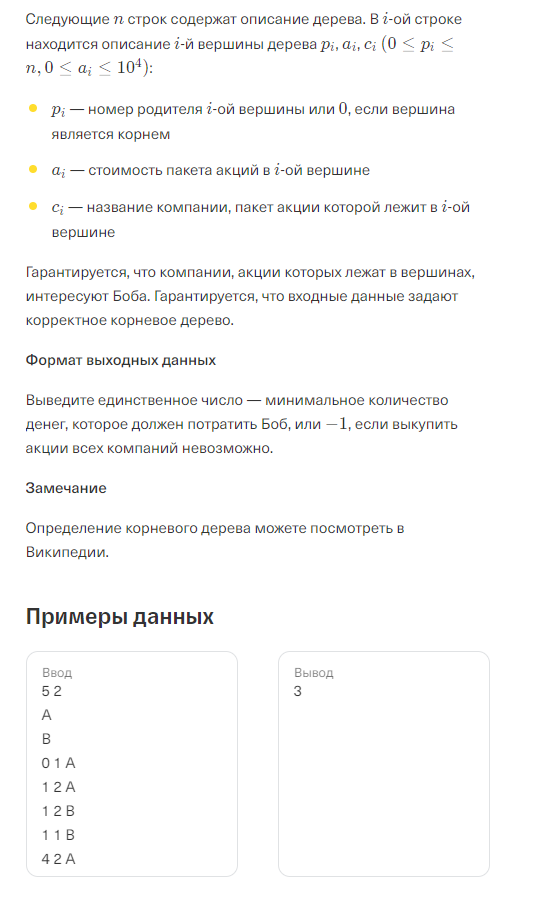 Следующие n строк содержат описание дерева. В i-ой строке
находится описание i-й вершины дерева p_i, a_i, c_i (0 ≤ p_i ≤
n, 0 ≤ a_i ≤ 10^4):
p_i — номер родителя i-ой вершины или 0, если вершина
является корнем
a_i — стоимость пакета акций в i-ой вершине
c_i — название компании, пакет акции которой лежит в i-ой
вершине
Гарантируется, что компании, акции которых лежат в вершинах,
интересуют Боба. Гарантируется, что входные данные задают
корректное корневое дерево.
Формат выходных данных
Выведите единственное число — минимальное количество
денег, которое должен потратить Боб, или −1, если выкупить
акции всех компаний невозможно.
Замечание
Определение корневого дерева можете посмотреть в
Википедии.
Примеры данных
Ввод
5 2
A
B
0 1 A
1 2 A
1 2 B
1 1 B
4 2 A
Вывод
3